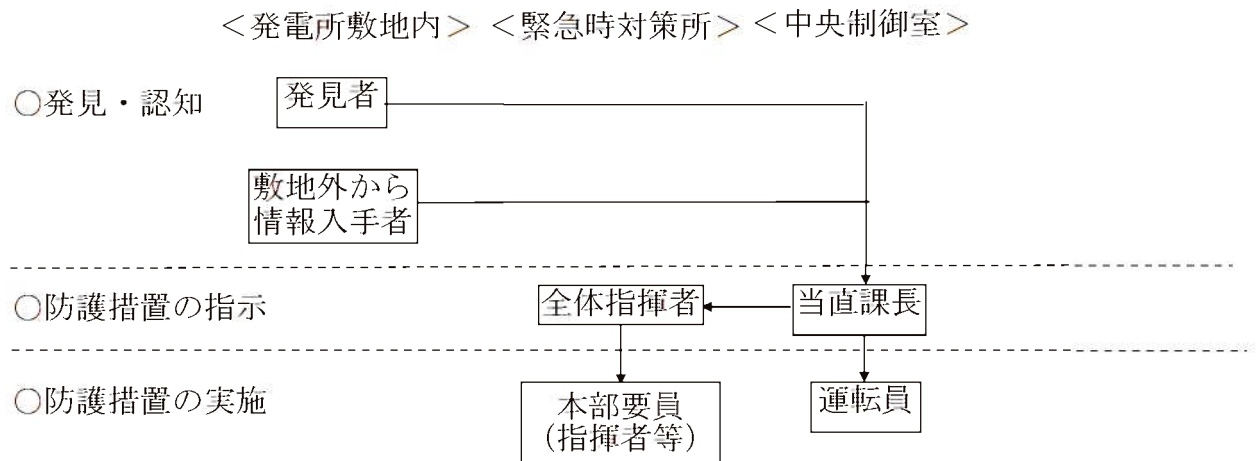 ＜発電所敷地内＞ ＜緊急時対策所＞ ＜中央制御室＞
○発見・認知
発見者
敷地外から
情報入手者
○防護措置の指示
全体指揮者
当直課長
○防護措置の実施
本部要員
（指揮者等）
運転員